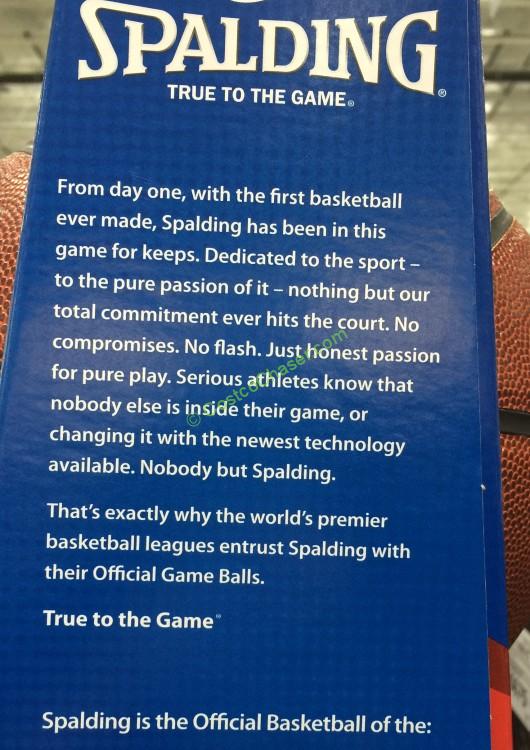 SPALDING®
TRUE TO THE GAME®
From day one, with the first basketball
ever made, Spalding has been in this
game for keeps. Dedicated to the sport –
to the pure passion of it – nothing but our
total commitment ever hits the court. No
compromises. No flash. Just honest passion
for pure play. Serious athletes know that
nobody else is inside their game, or
changing it with the newest technology
available. Nobody but Spalding.
That's exactly why the world's premier
basketball leagues entrust Spalding with
their Official Game Balls.
True to the Game®
Spalding is the Official Basketball of the:
© CostcoChaser.com